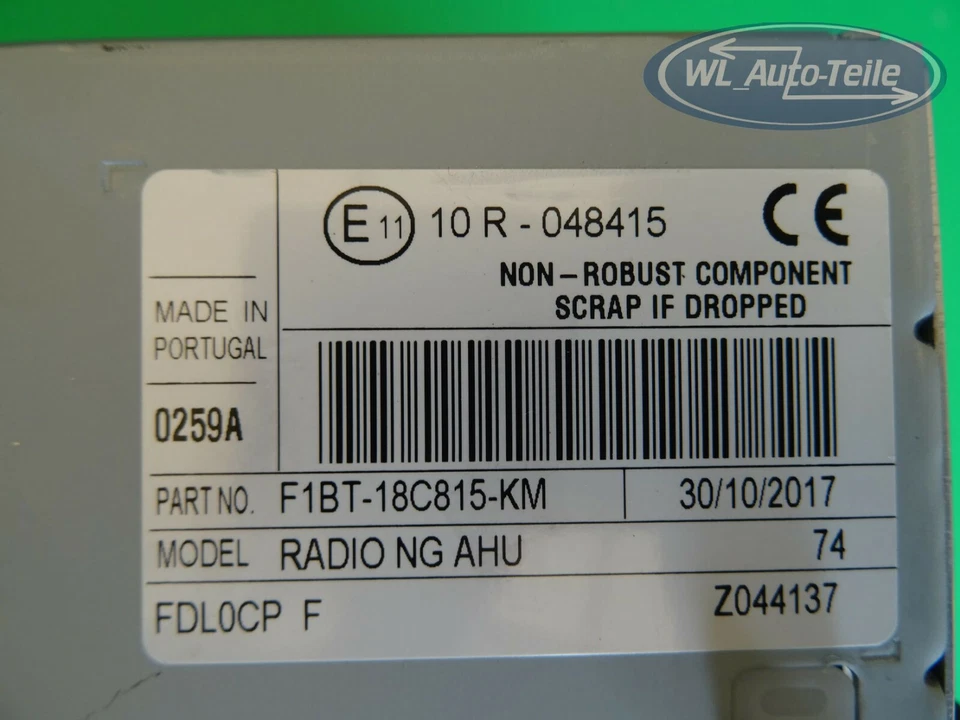 WL_Auto-Teile
E 11 10 R - 048415 CE
NON-ROBUST COMPONENT
SCRAP IF DROPPED
MADE IN
PORTUGAL
0259A
PART NO. F1BT-18C815-KM 30/10/2017
MODEL RADIO NG AHU 74
FDL0CP F Z044137